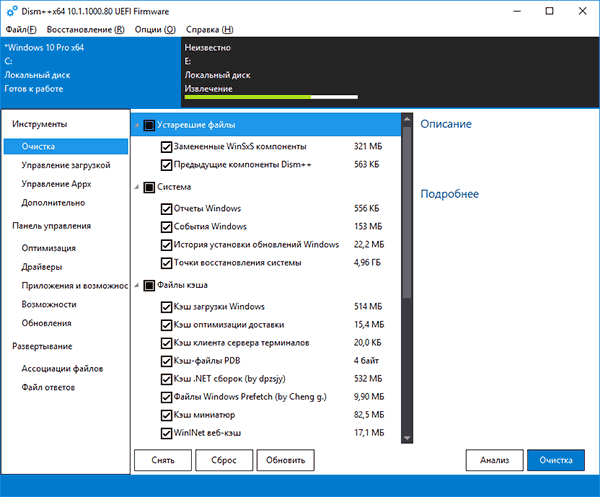 Dism++x64 10.1.1000.80 UEFI Firmware
Файл(F) Восстановление (R) Опции (O) Справка (H)
*Windows 10 Pro x64
C:
Локальный диск
Готов к работе
Неизвестно
E:
Локальный диск
Извлечение
Инструменты
Очистка
Управление загрузкой
Управление Appx
Дополнительно
Панель управления
Оптимизация
Драйверы
Приложения и возможнос
Возможности
Обновления
Развертывание
Ассоциации файлов
Файл ответов
Устаревшие файлы
Замененные WinSxS компоненты 321 МБ
Предыдущие компоненты Dism++ 563 КБ
Система
Отчеты Windows 556 КБ
События Windows 153 МБ
История установки обновлений Windows 22,2 МБ
Точки восстановления системы 4,96 ГБ
Файлы кэша
Кэш загрузки Windows 514 МБ
Кэш оптимизации доставки 15,4 МБ
Кэш клиента сервера терминалов 20,0 КБ
Кэш-файлы PDB 4 байт
Кэш .NET сборок (by dpzsjy) 532 МБ
Файлы Windows Prefetch (by Cheng g.) 9,90 МБ
Кэш миниатюр 82,5 МБ
WinINet веб-кэш 17,1 МБ
Описание
Подробнее
Снять Сброс Обновить Анализ Очистка